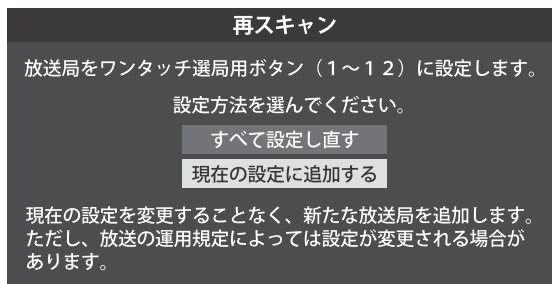 再スキャン
放送局をワンタッチ選局用ボタン（１～１２）に設定します。
設定方法を選んでください。
すべて設定し直す
現在の設定に追加する
現在の設定を変更することなく、新たな放送局を追加します。
ただし、放送の運用規定によっては設定が変更される場合が
あります。